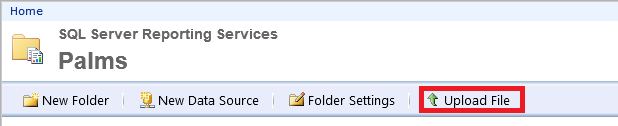 Home
SQL Server Reporting Services
Palms
New Folder New Data Source Folder Settings Upload File